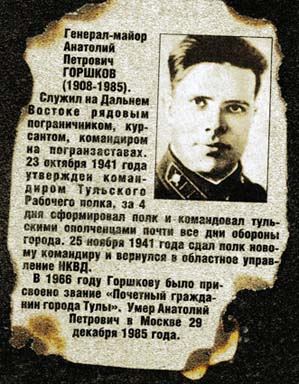 Генерал-майор
Анатолий
Петрович
ГОРШКОВ
(1908-1985).
Служил на Дальнем
Востоке рядовым
пограничником, кур-
сантом, командиром
на погранзаставах.
23 октября 1941 года
утвержден коман-
диром Тульского
Рабочего полка, за 4
дня сформировал полк и командовал туль-
скими ополченцами почти все дни обороны
города. 25 ноября 1941 года сдал полк ново-
му командиру и вернулся в областное управ-
ление НКВД.
В 1966 году Горшкову было при-
своено звание «Почетный гражда-
нин города Тулы». Умер Анатолий
Петрович в Москве 29
декабря 1985 года.